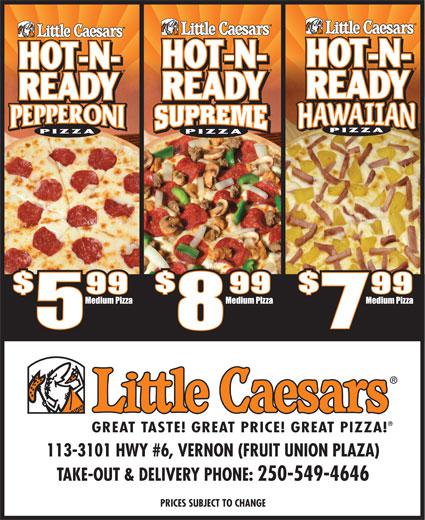 Little Caesars
HOT-N-
READY
PEPPERONI
PIZZA
$5.99
Medium Pizza
Little Caesars
HOT-N-
READY
SUPREME
PIZZA
$8.99
Medium Pizza
Little Caesars
HOT-N-
READY
HAWAIIAN
PIZZA
$7.99
Medium Pizza
Little Caesars®
GREAT TASTE! GREAT PRICE! GREAT PIZZA!®
113-3101 HWY #6, VERNON (FRUIT UNION PLAZA)
TAKE-OUT & DELIVERY PHONE: 250-549-4646
PRICES SUBJECT TO CHANGE